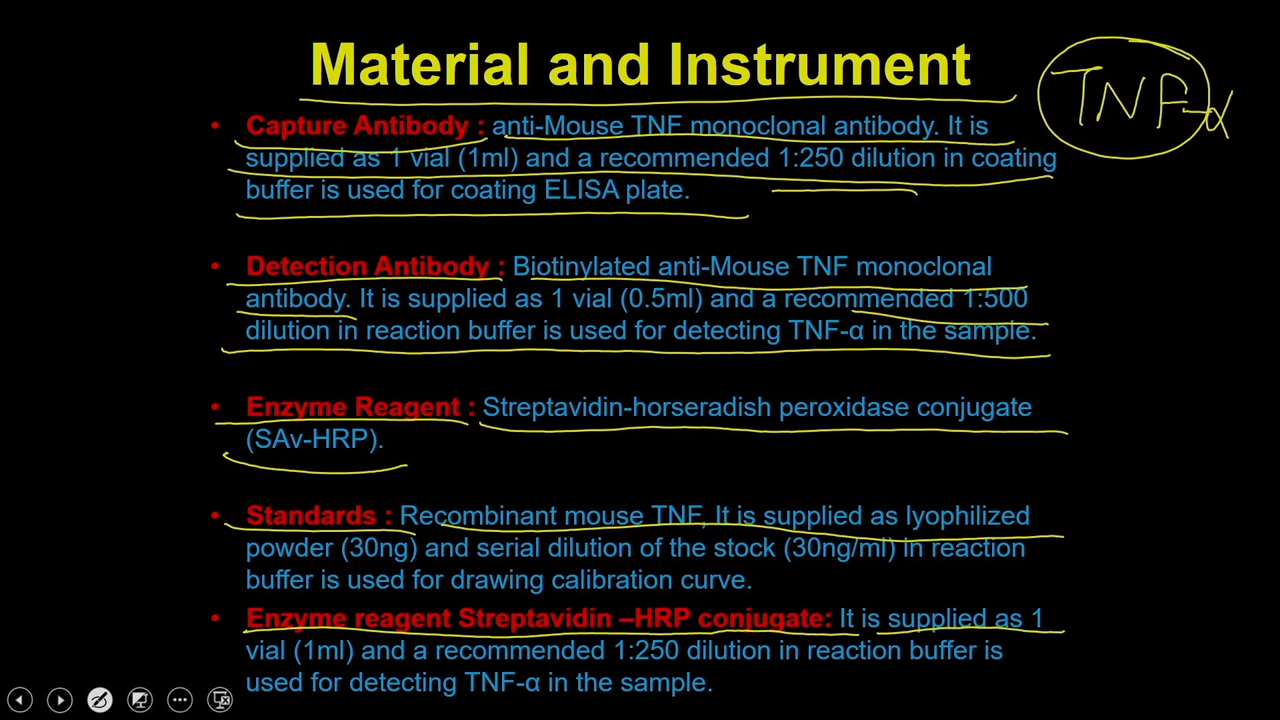 Material and Instrument
TNF-α
• Capture Antibody : anti-Mouse TNF monoclonal antibody. It is
supplied as 1 vial (1ml) and a recommended 1:250 dilution in coating
buffer is used for coating ELISA plate.
• Detection Antibody : Biotinylated anti-Mouse TNF monoclonal
antibody. It is supplied as 1 vial (0.5ml) and a recommended 1:500
dilution in reaction buffer is used for detecting TNF-α in the sample.
• Enzyme Reagent : Streptavidin-horseradish peroxidase conjugate
(SAv-HRP).
• Standards : Recombinant mouse TNF, It is supplied as lyophilized
powder (30ng) and serial dilution of the stock (30ng/ml) in reaction
buffer is used for drawing calibration curve.
• Enzyme reagent Streptavidin –HRP conjugate: It is supplied as 1
vial (1ml) and a recommended 1:250 dilution in reaction buffer is
used for detecting TNF-α in the sample.